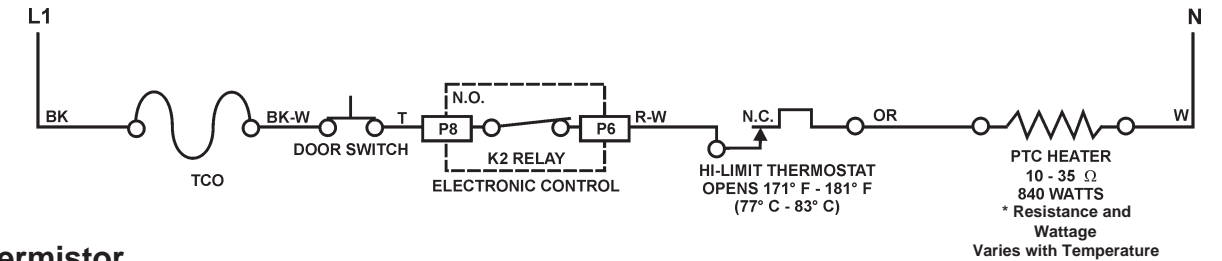 L1
N
BK
TCO
BK-W
DOOR SWITCH
T
N.O.
P8
P6
K2 RELAY
ELECTRONIC CONTROL
R-W
N.C.
HI-LIMIT THERMOSTAT
OPENS 171° F - 181° F
(77° C - 83° C)
OR
W
PTC HEATER
10 - 35 Ω
840 WATTS
* Resistance and
Wattage
Varies with Temperature
ermistor